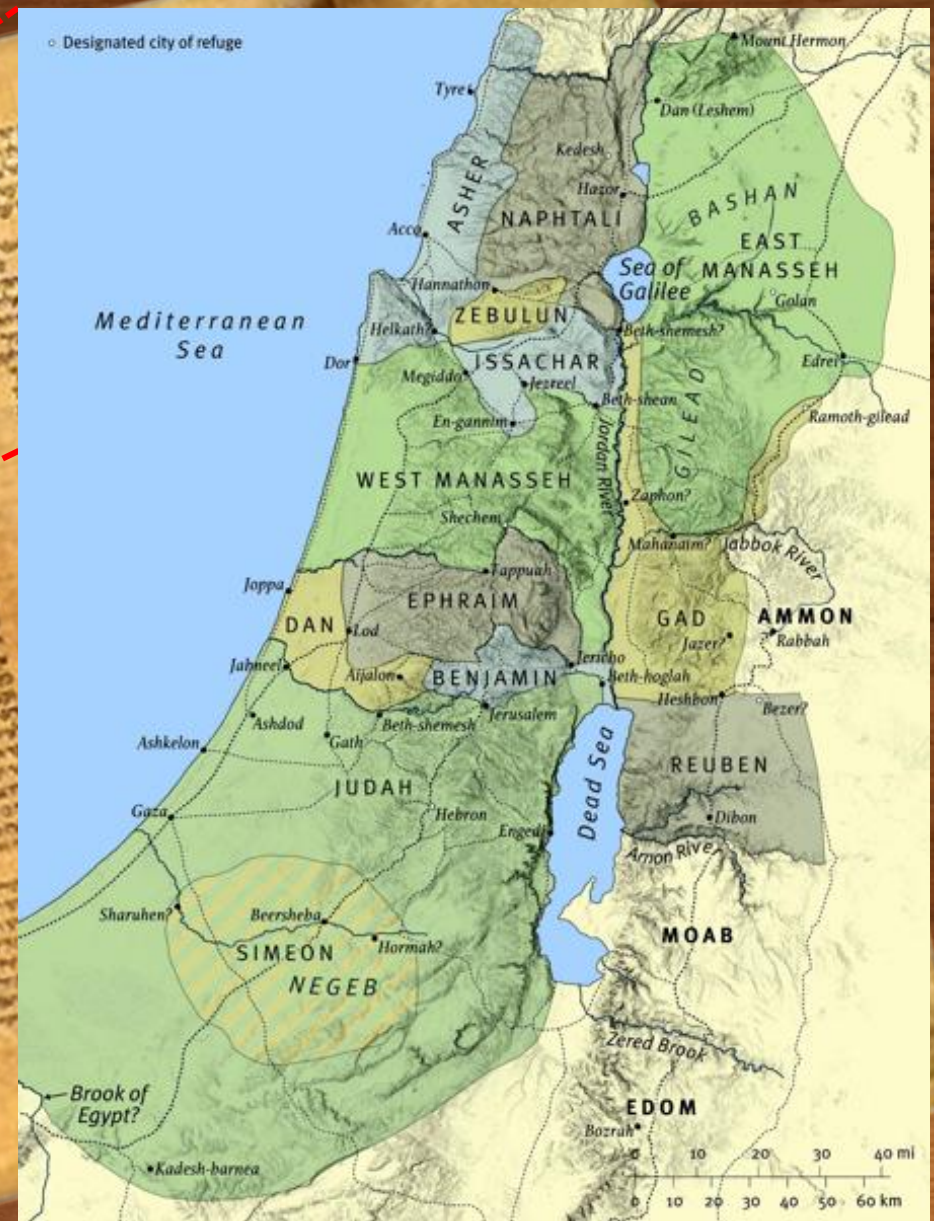 Designated city of refuge
Mount Hermon
Tyre
Dan (Leshem)
Kedesh
ASHER
Hazor
NAPHTALI
BASHAN
Acco
EAST
MANASSEH
Sea of
Galilee
Hannathon
Golan
ZEBULUN
Mediterranean
Sea
Helkath?
Beth-shemesh?
ISSACHAR
Dor
Edrei
Megiddo
Jezreel
Beth-shean
GILEAD
Ramoth-gilead
En-gannim
Jordan River
WEST MANASSEH
Zaphon?
Shechem
Mahanaim?
Jabbok River
Tappuah
Joppa
EPHRAIM
DAN
Lod
GAD
AMMON
Jazer?
Rabbah
Jabneel
Jericho
Aijalon
BENJAMIN
Beth-hoglah
Heshbon
Bezer?
Ashdod
Beth-shemesh
Jerusalem
Ashkelon
Gath
Dead Sea
REUBEN
JUDAH
Gaza
Hebron
Dibon
Engedi
Arnon River
Sharuhen?
Beersheba
MOAB
SIMEON
Hormah?
NEGEB
Zered Brook
Brook of
Egypt?
EDOM
Bozrah
Kadesh-barnea
0 10 20 30 40 mi
0 10 20 30 40 50 60 km